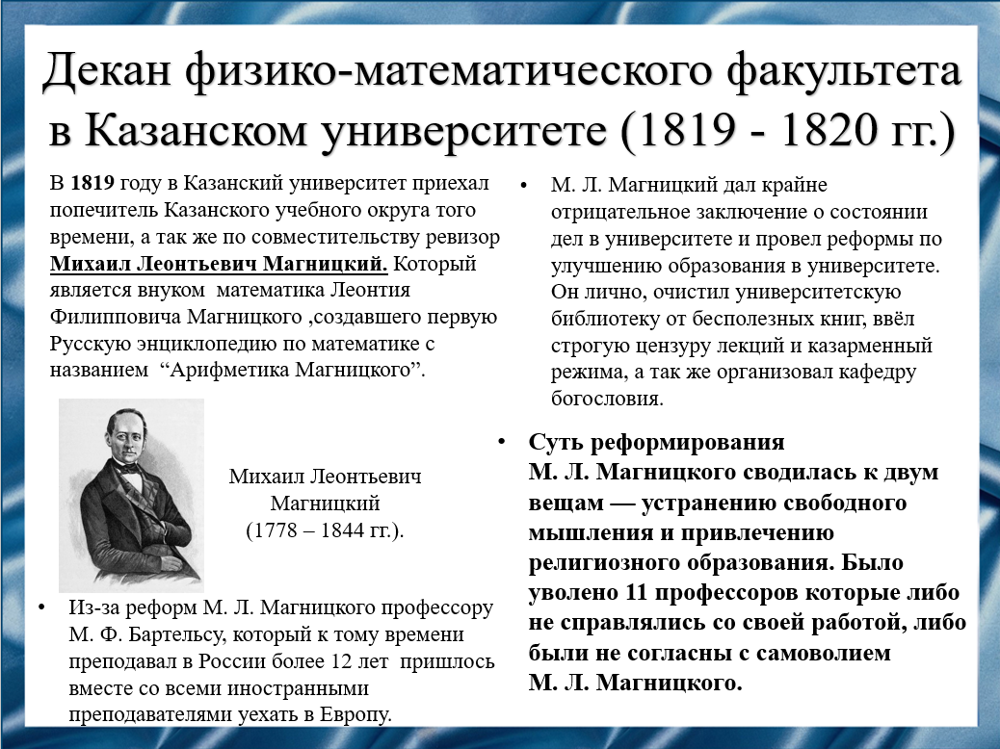 Декан физико-математического факультета
в Казанском университете (1819 - 1820 гг.)
В 1819 году в Казанский университет приехал
попечитель Казанского учебного округа того
времени, а так же по совместительству ревизор
Михаил Леонтьевич Магницкий. Который
является внуком  математика Леонтия
Филипповича Магницкого ,создавшего первую
Русскую энциклопедию по математике с
названием  “Арифметика Магницкого”.
Михаил Леонтьевич
Магницкий
(1778 – 1844 гг.).
• Из-за реформ М. Л. Магницкого профессору
М. Ф. Бартельсу, который к тому времени
преподавал в России более 12 лет  пришлось
вместе со всеми иностранными
преподавателями уехать в Европу.
• М. Л. Магницкий дал крайне
отрицательное заключение о состоянии
дел в университете и провел реформы по
улучшению образования в университете.
Он лично, очистил университетскую
библиотеку от бесполезных книг, ввёл
строгую цензуру лекций и казарменный
режима, а так же организовал кафедру
богословия.
• Суть реформирования
М. Л. Магницкого сводилась к двум
вещам — устранению свободного
мышления и привлечению
религиозного образования. Было
уволено 11 профессоров которые либо
не справлялись со своей работой, либо
были не согласны с самоволием
М. Л. Магницкого.